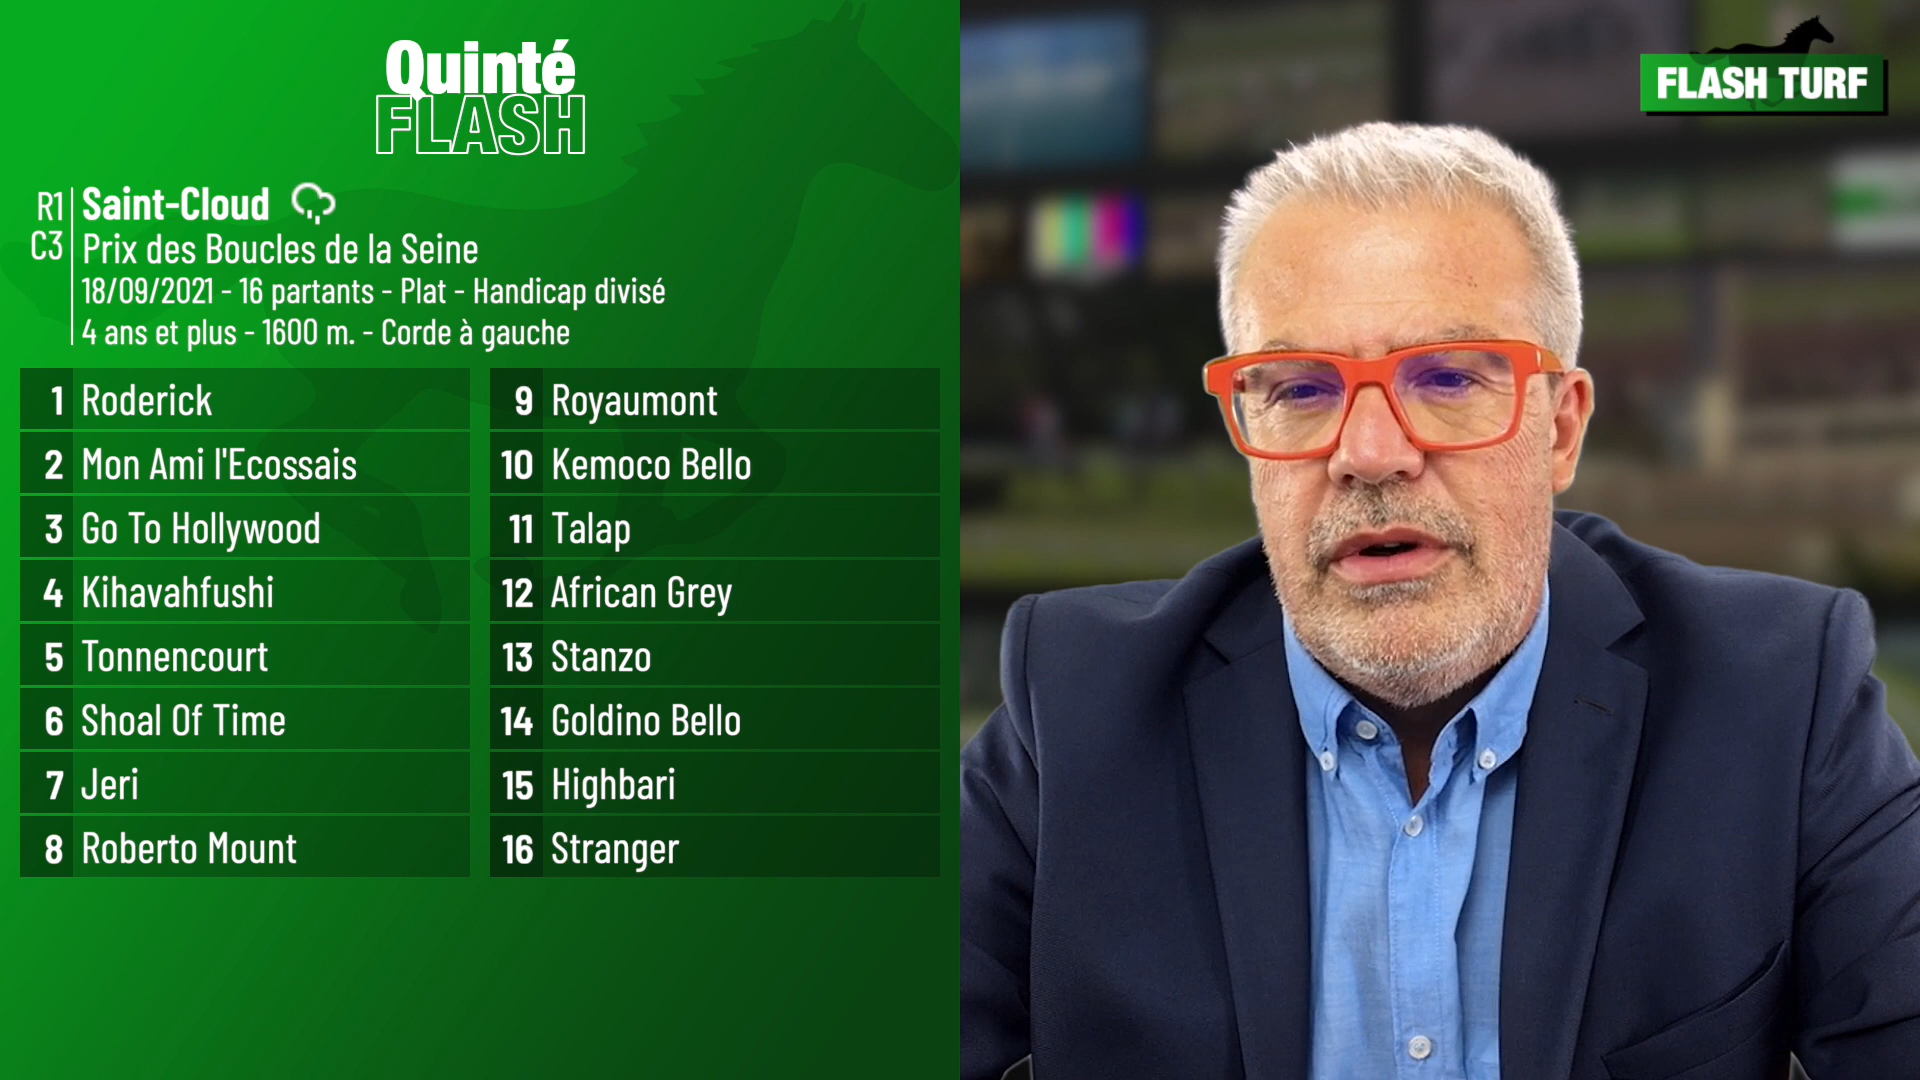 Quinté
FLASH
R1 Saint-Cloud
C3 Prix des Boucles de la Seine
18/09/2021 - 16 partants - Plat - Handicap divisé
4 ans et plus - 1600 m. - Corde à gauche
1 Roderick
2 Mon Ami l'Ecossais
3 Go To Hollywood
4 Kihavahfushi
5 Tonnencourt
6 Shoal Of Time
7 Jeri
8 Roberto Mount
9 Royaumont
10 Kemoco Bello
11 Talap
12 African Grey
13 Stanzo
14 Goldino Bello
15 Highbari
16 Stranger
FLASH TURF